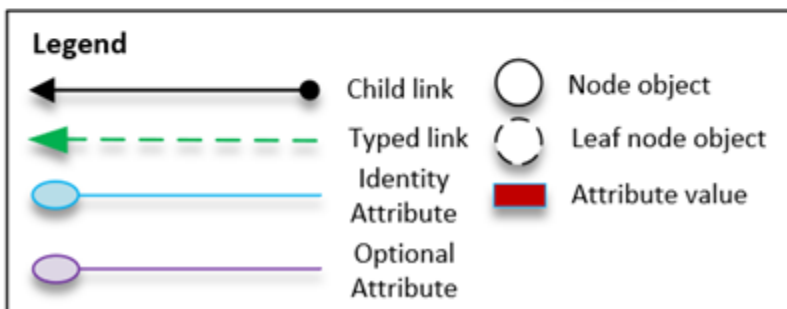 Legend
Child link
Node object
Typed link
Leaf node object
Identity
Attribute
Attribute value
Optional
Attribute